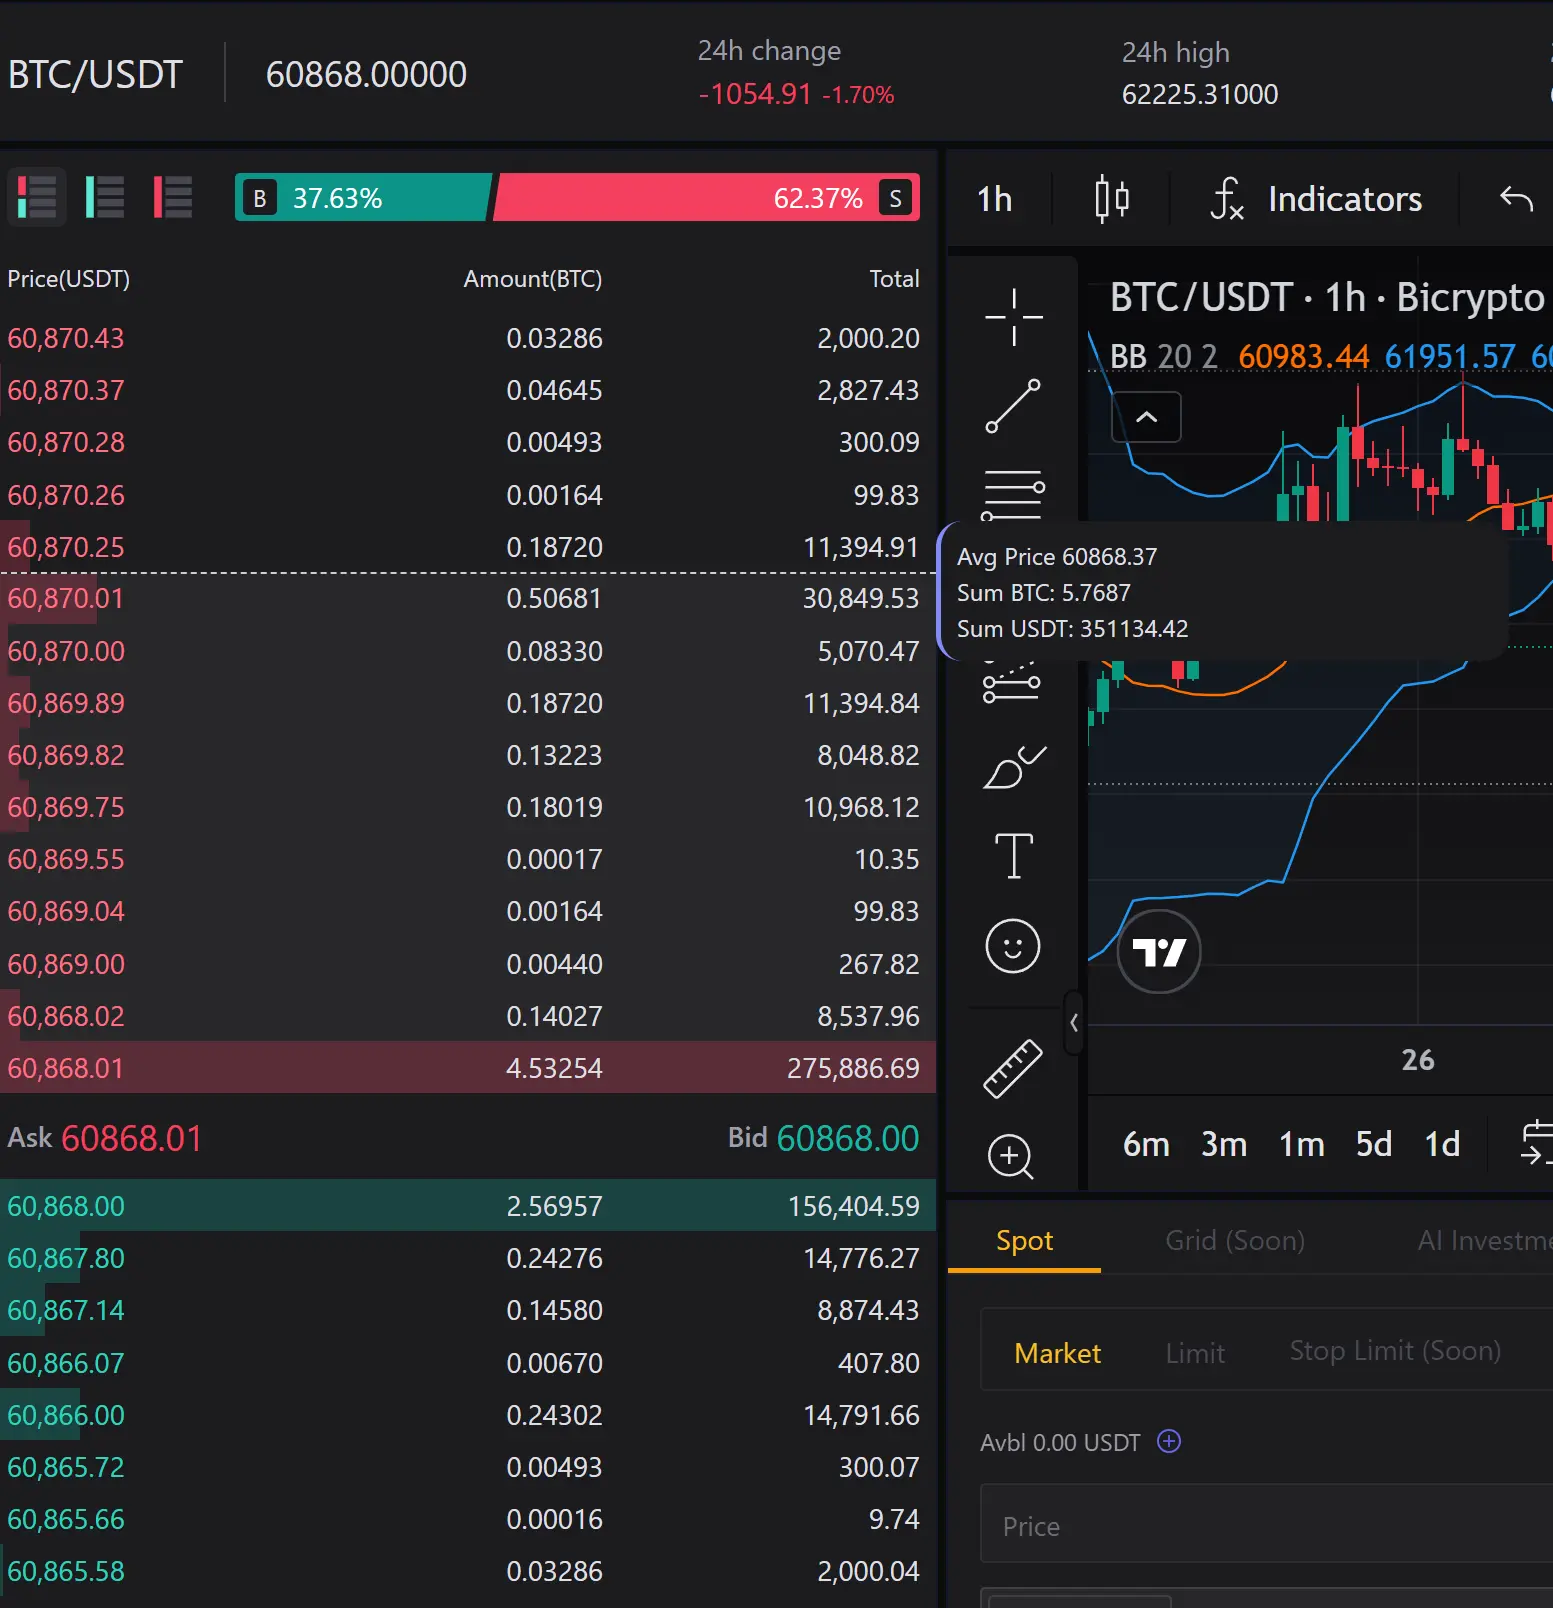 BTC/USDT
60868.00000
24h change
-1054.91 -1.70%
24h high
62225.31000
B 37.63%
62.37% S
Price(USDT) Amount(BTC) Total
60,870.43 0.03286 2,000.20
60,870.37 0.04645 2,827.43
60,870.28 0.00493 300.09
60,870.26 0.00164 99.83
60,870.25 0.18720 11,394.91
60,870.01 0.50681 30,849.53
60,870.00 0.08330 5,070.47
60,869.89 0.18720 11,394.84
60,869.82 0.13223 8,048.82
60,869.75 0.18019 10,968.12
60,869.55 0.00017 10.35
60,869.04 0.00164 99.83
60,869.00 0.00440 267.82
60,868.02 0.14027 8,537.96
60,868.01 4.53254 275,886.69
Ask 60868.01 Bid 60868.00
60,868.00 2.56957 156,404.59
60,867.80 0.24276 14,776.27
60,867.14 0.14580 8,874.43
60,866.07 0.00670 407.80
60,866.00 0.24302 14,791.66
60,865.72 0.00493 300.07
60,865.66 0.00016 9.74
60,865.58 0.03286 2,000.04
1h
Indicators
BTC/USDT · 1h · Bicrypto
BB 20 2 60983.44 61951.57
Avg Price 60868.37
Sum BTC: 5.7687
Sum USDT: 351134.42
26
6m 3m 1m 5d 1d
Spot Grid (Soon) AI Investme
Market Limit Stop Limit (Soon)
Avbl 0.00 USDT
Price